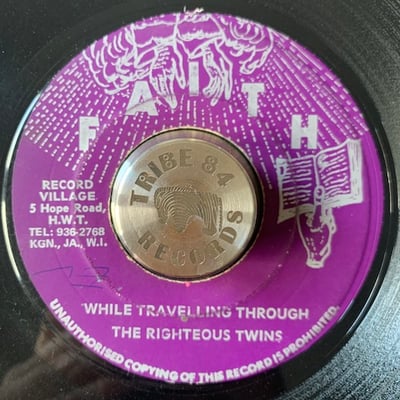 FAITH
RECORD
VILLAGE
5 Hope Road,
H.W.T.
TEL: 936-2768
KGN., JA., W.I.
TRIBE 84
RECORDS
WHILE TRAVELLING THROUGH
THE RIGHTEOUS TWINS
UNAUTHORISED COPYING OF THIS RECORD IS PROHIBITED.